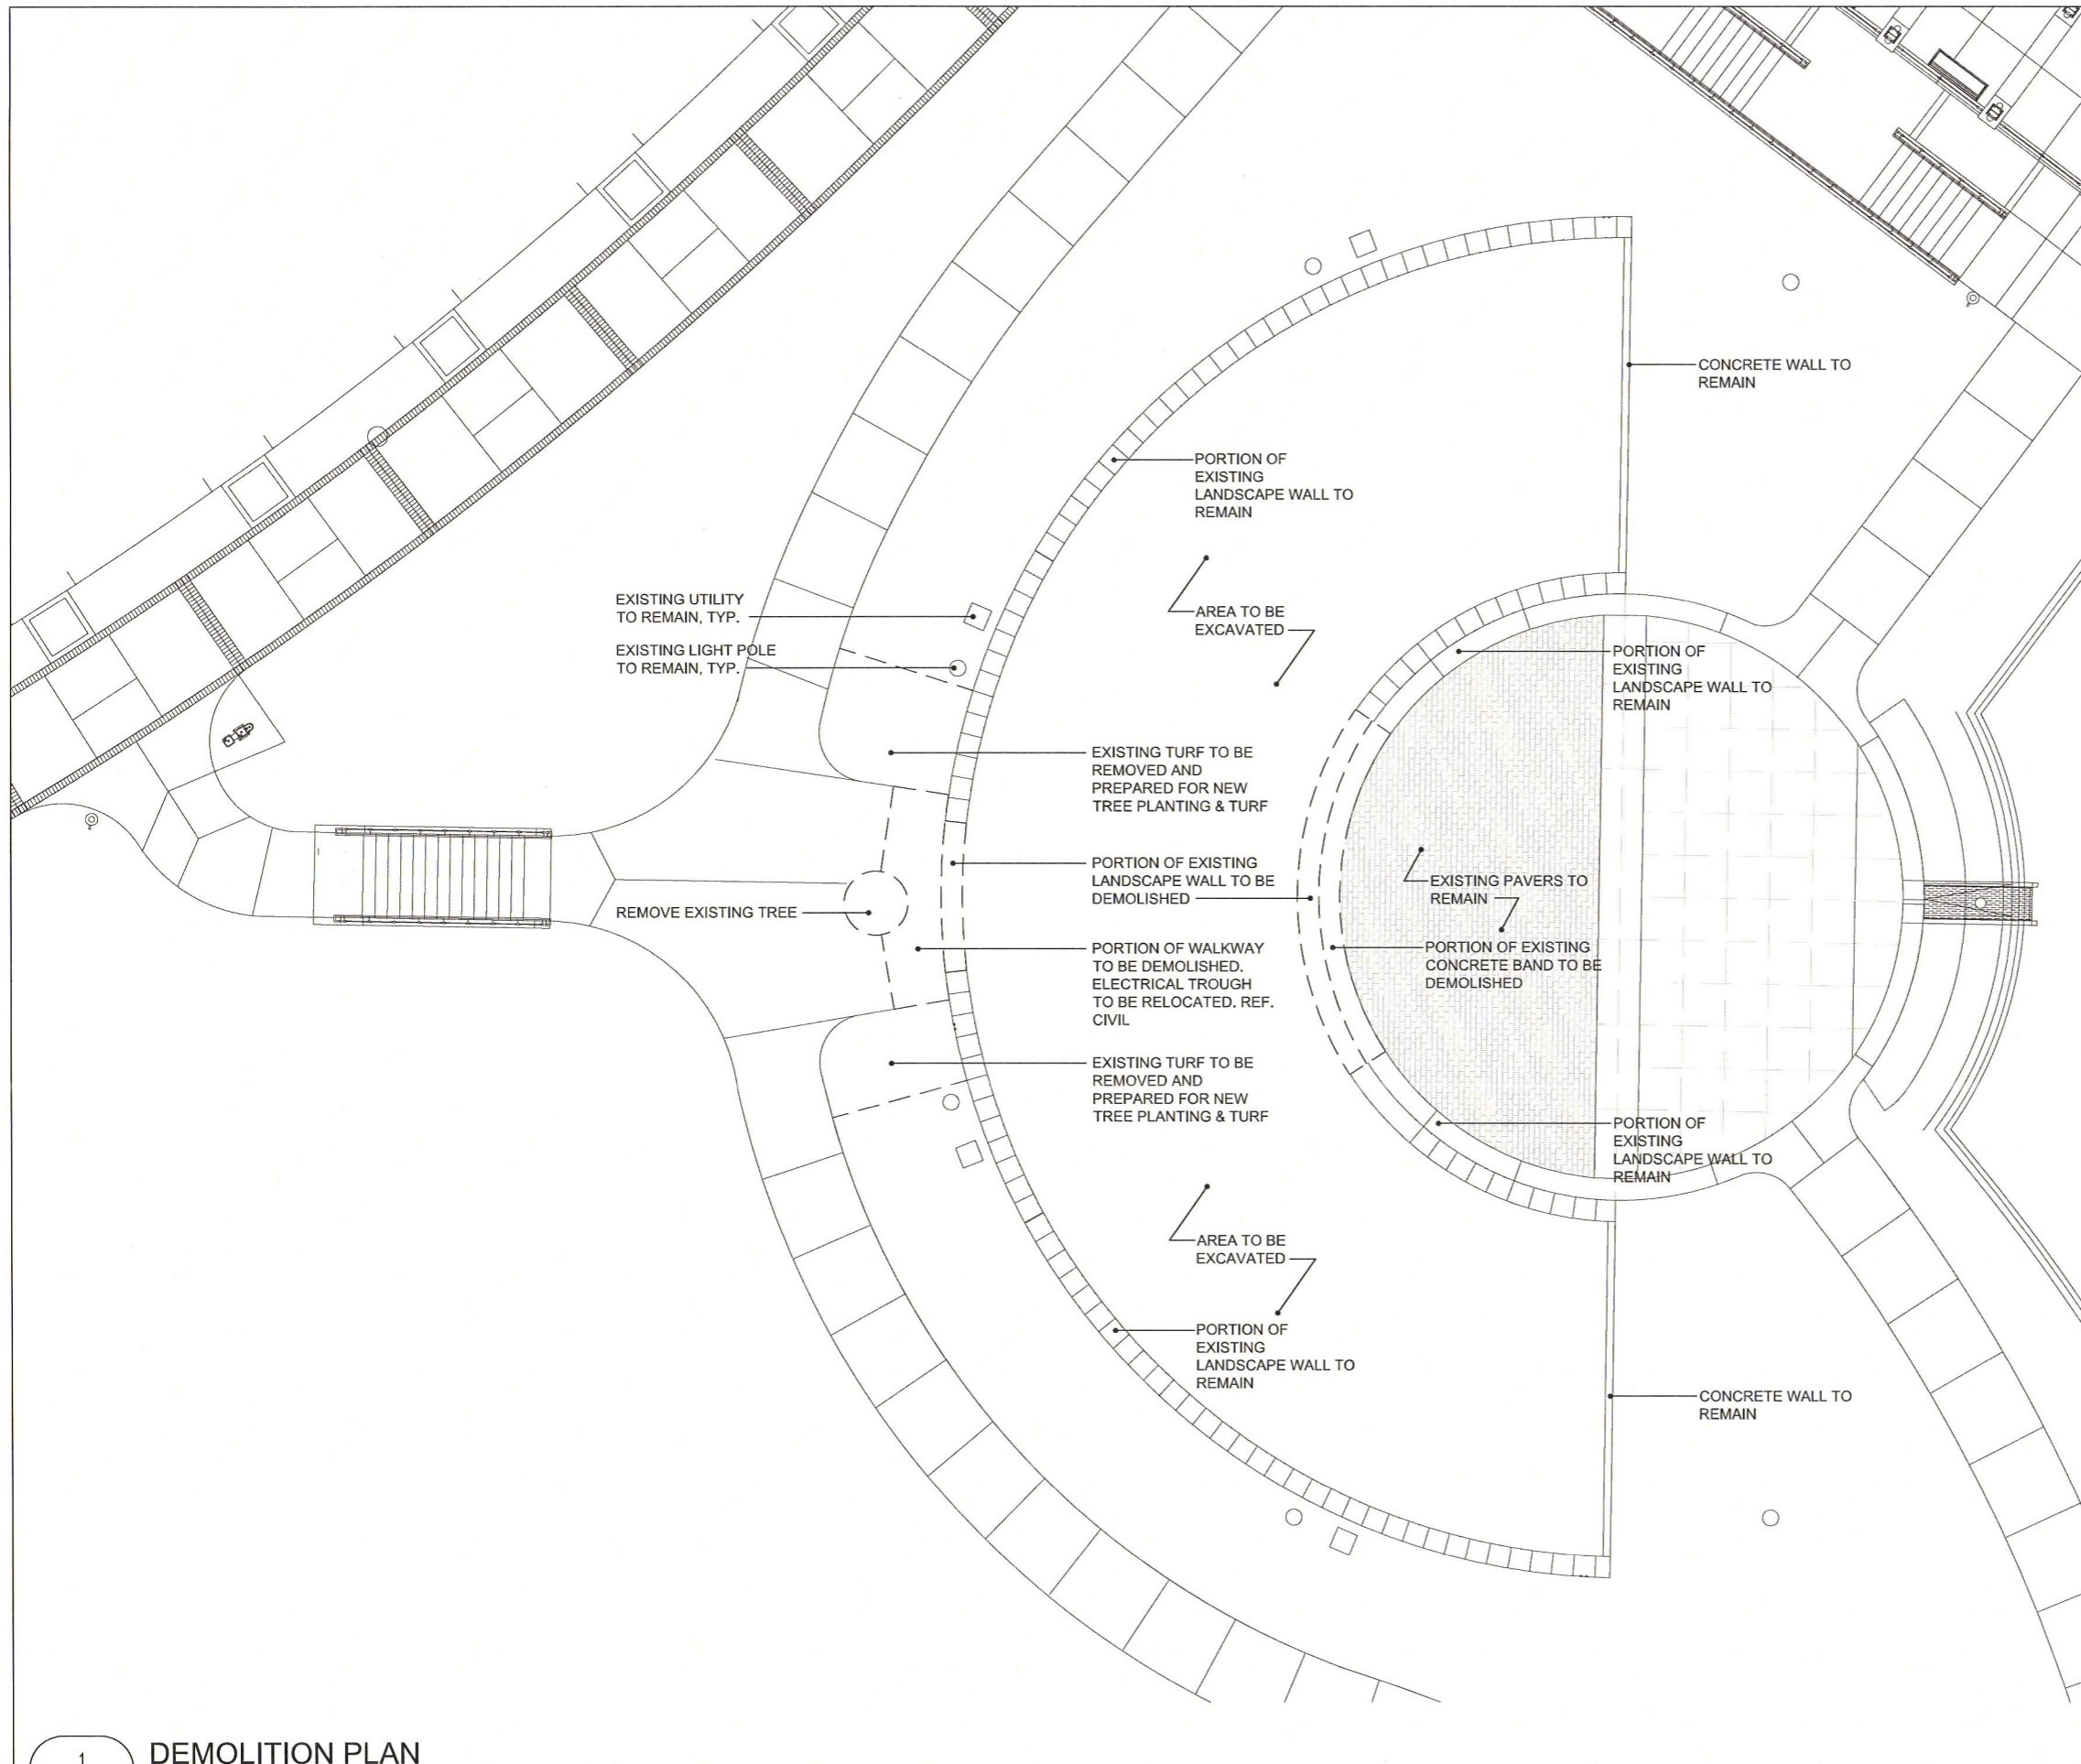 CONCRETE WALL TO
REMAIN
PORTION OF
EXISTING
LANDSCAPE WALL TO
REMAIN
EXISTING UTILITY
TO REMAIN, TYP.
EXISTING LIGHT POLE
TO REMAIN, TYP.
AREA TO BE
EXCAVATED
PORTION OF
EXISTING
LANDSCAPE WALL TO
REMAIN
EXISTING TURF TO BE
REMOVED AND
PREPARED FOR NEW
TREE PLANTING & TURF
PORTION OF EXISTING
LANDSCAPE WALL TO BE
DEMOLISHED
EXISTING PAVERS TO
REMAIN
REMOVE EXISTING TREE
PORTION OF WALKWAY
TO BE DEMOLISHED.
ELECTRICAL TROUGH
TO BE RELOCATED. REF.
CIVIL
PORTION OF EXISTING
CONCRETE BAND TO BE
DEMOLISHED
EXISTING TURF TO BE
REMOVED AND
PREPARED FOR NEW
TREE PLANTING & TURF
PORTION OF
EXISTING
LANDSCAPE WALL TO
REMAIN
AREA TO BE
EXCAVATED
PORTION OF
EXISTING
LANDSCAPE WALL TO
REMAIN
CONCRETE WALL TO
REMAIN
1
DEMOLITION PLAN